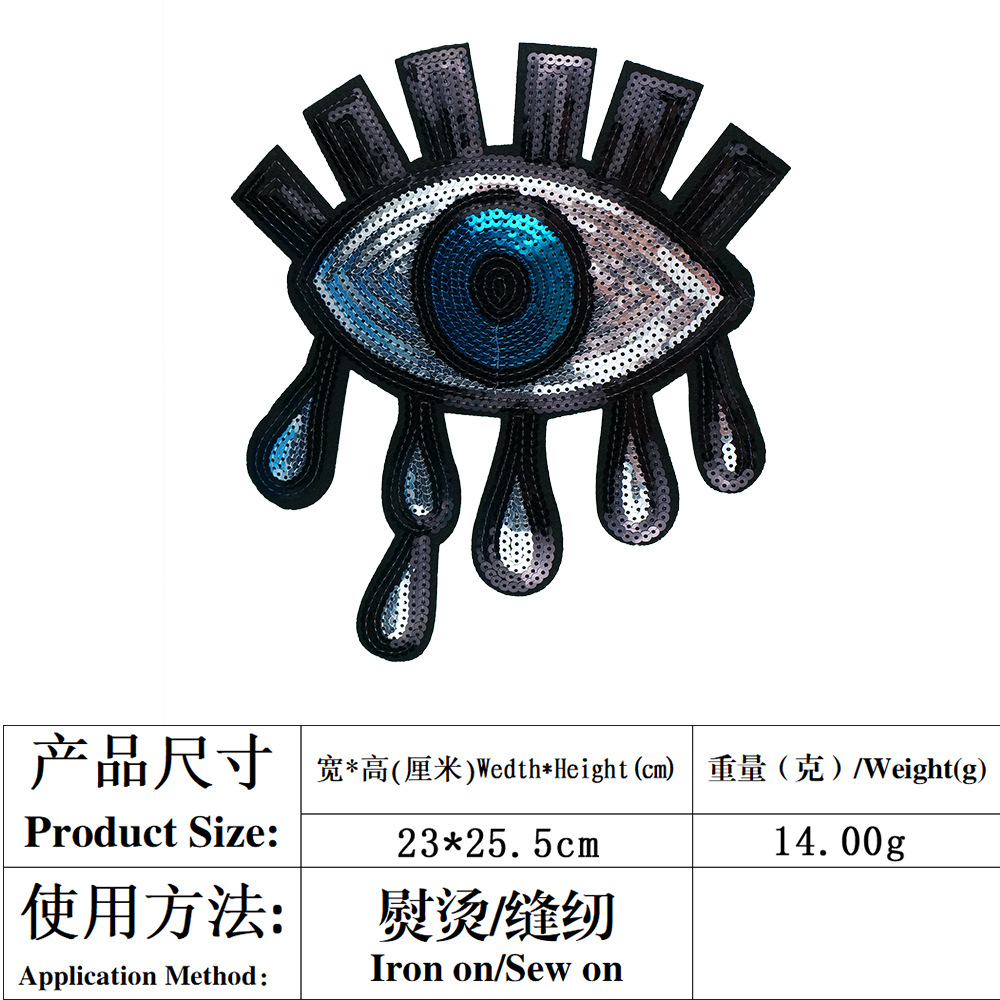 产品尺寸
Product Size:
宽*高(厘米)Wedth*Height(cm)
重量（克）/Weight(g)
23*25.5cm
14.00g
使用方法:
Application Method：
熨烫/缝纫
Iron on/Sew on